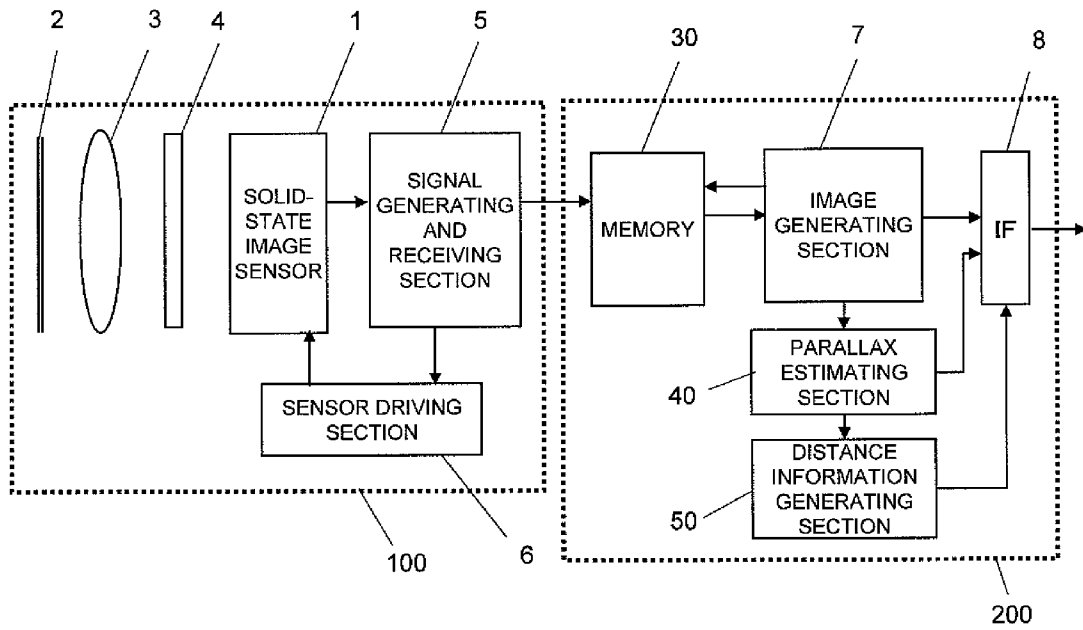 2
3
4
1
5
30
7
8
SOLID-
STATE
IMAGE
SENSOR
SIGNAL
GENERATING
AND
RECEIVING
SECTION
MEMORY
IMAGE
GENERATING
SECTION
IF
SENSOR DRIVING
SECTION
PARALLAX
ESTIMATING
SECTION
40
DISTANCE
INFORMATION
GENERATING
SECTION
50
100
6
200